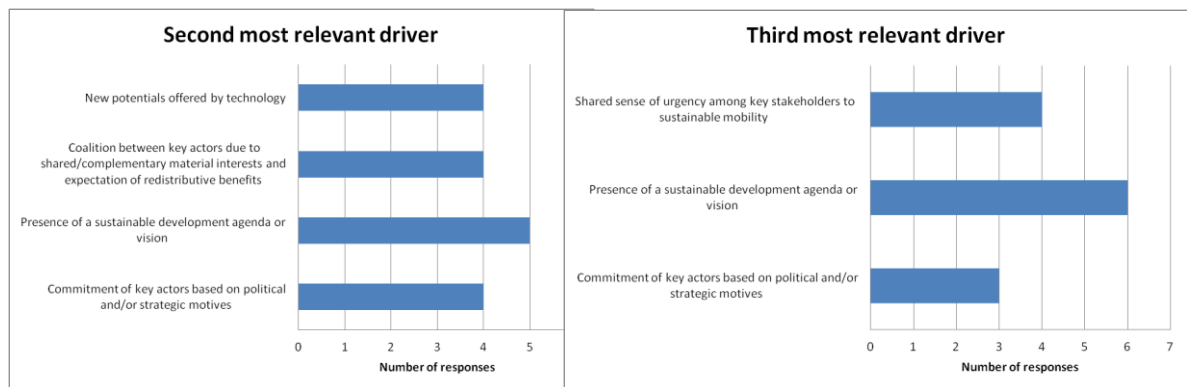 Second most relevant driver
New potentials offered by technology
Coalition between key actors due to
shared/complementary material interests and
expectation of redistributive benefits
Presence of a sustainable development agenda or
vision
Commitment of key actors based on political
and/or strategic motives
0 1 2 3 4 5
Number of responses
Third most relevant driver
Shared sense of urgency among key stakeholders to
sustainable mobility
Presence of a sustainable development agenda or
vision
Commitment of key actors based on political and/or
strategic motives
0 1 2 3 4 5 6 7
Number of responses